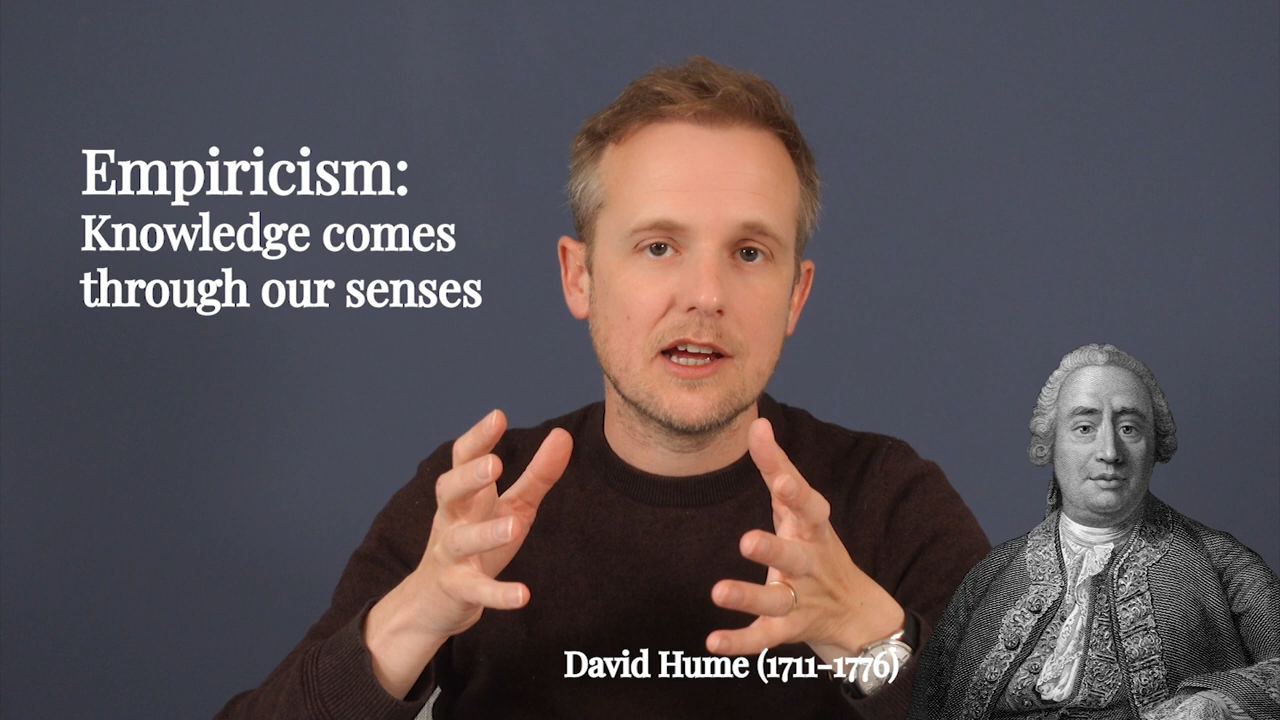 Empiricism:
Knowledge comes
through our senses
David Hume (1711-1776)